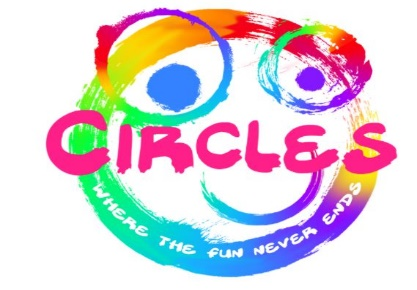 CIRCLES
WHERE THE FUN NEVER ENDS